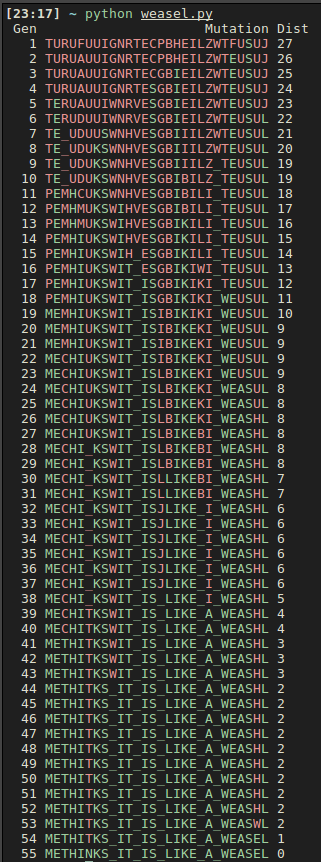 [23:17] ~ python weasel.py
Gen Mutation Dist
1 TURUFUUIGNRTECPBHEILZWTFUSUJ 27
2 TURUAUUIGNRTECPBHEILZWTEUSUJ 26
3 TURUAUUIGNRTECGBIEILZWTEUSUJ 25
4 TURUAUUIGNRTESGBIEILZWTEUSUJ 24
5 TERUAUUIWNRVESGBIEILZWTEUSUJ 23
6 TERUDUUIWNRVESGBIEILZWTEUSUL 22
7 TE_UDUUSWNHVESGBIIILZWTEUSUL 21
8 TE_UDUKSWNHVESGBIIILZWTEUSUL 20
9 TE_UDUKSWNHVESGBIIILZ_TEUSUL 19
10 TE_UDUKSWNHVESGBIBILZ_TEUSUL 19
11 PEMHCUKSWNHVESGBIBILI_TEUSUL 18
12 PEMHMUKSWIHVESGBIBILI_TEUSUL 17
13 PEMHMUKSWIHVESGBIKILI_TEUSUL 16
14 PEMHIUKSWIHVESGBIKILI_TEUSUL 15
15 PEMHIUKSWIH_ESGBIKILI_TEUSUL 14
16 PEMHIUKSWIT_ESGBIKIWI_TEUSUL 13
17 PEMHIUKSWIT_ISGBIKIKI_TEUSUL 12
18 PEMHIUKSWIT_ISGBIKIKI_WEUSUL 11
19 MEMHIUKSWIT_ISIBIKIKI_WEUSUL 10
20 MEMHIUKSWIT_ISIBIKEKI_WEUSUL 9
21 MEMHIUKSWIT_ISIBIKEKI_WEUSUL 9
22 MECHIUKSWIT_ISIBIKEKI_WEUSUL 9
23 MECHIUKSWIT_ISLBIKEKI_WEUSUL 9
24 MECHIUKSWIT_ISLBIKEKI_WEASUL 8
25 MECHIUKSWIT_ISLBIKEKI_WEASUL 8
26 MECHIUKSWIT_ISLBIKEKI_WEASHL 8
27 MECHIUKSWIT_ISLBIKEBI_WEASHL 8
28 MECHI_KSWIT_ISLBIKEBI_WEASHL 8
29 MECHI_KSWIT_ISLBIKEBI_WEASHL 8
30 MECHI_KSWIT_ISLLIKEBI_WEASHL 7
31 MECHI_KSWIT_ISLLIKEBI_WEASHL 7
32 MECHI_KSWIT_ISJLIKE_I_WEASHL 6
33 MECHI_KSWIT_ISJLIKE_I_WEASHL 6
34 MECHI_KSWIT_ISJLIKE_I_WEASHL 6
35 MECHI_KSWIT_ISJLIKE_I_WEASHL 6
36 MECHI_KSWIT_ISJLIKE_I_WEASHL 6
37 MECHI_KSWIT_ISJLIKE_I_WEASHL 6
38 MECHI_KSWIT_IS_LIKE_I_WEASHL 5
39 MECHITKSWIT_IS_LIKE_A_WEASHL 4
40 MECHITKSWIT_IS_LIKE_A_WEASHL 4
41 METHITKSWIT_IS_LIKE_A_WEASHL 3
42 METHITKSWIT_IS_LIKE_A_WEASHL 3
43 METHITKSWIT_IS_LIKE_A_WEASHL 3
44 METHITKS_IT_IS_LIKE_A_WEASHL 2
45 METHITKS_IT_IS_LIKE_A_WEASHL 2
46 METHITKS_IT_IS_LIKE_A_WEASHL 2
47 METHITKS_IT_IS_LIKE_A_WEASHL 2
48 METHITKS_IT_IS_LIKE_A_WEASHL 2
49 METHITKS_IT_IS_LIKE_A_WEASHL 2
50 METHITKS_IT_IS_LIKE_A_WEASHL 2
51 METHITKS_IT_IS_LIKE_A_WEASHL 2
52 METHITKS_IT_IS_LIKE_A_WEASHL 2
53 METHITKS_IT_IS_LIKE_A_WEASWL 2
54 METHITKS_IT_IS_LIKE_A_WEASEL 1
55 METHINKS_IT_IS_LIKE_A_WEASEL 0